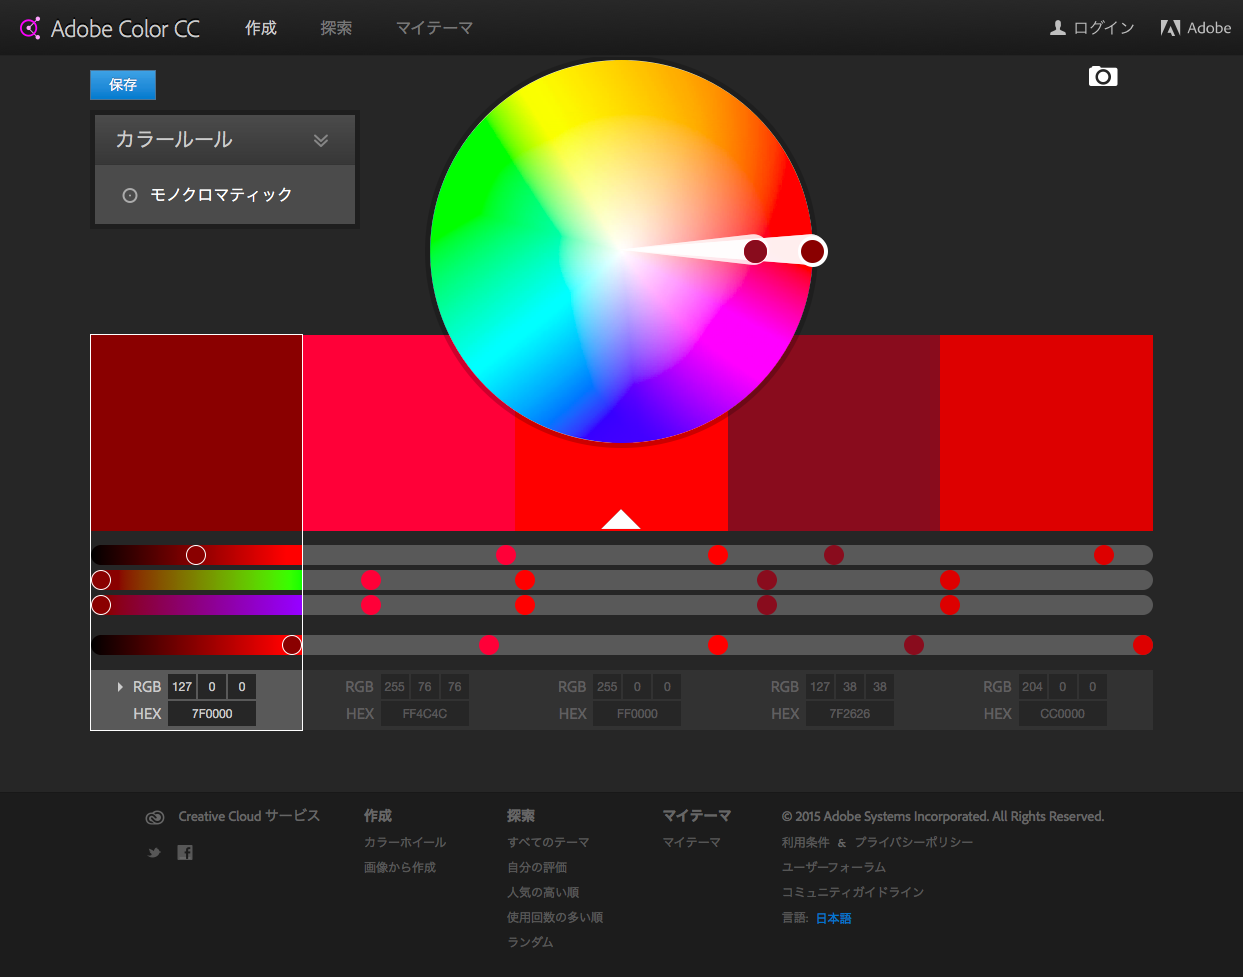 Adobe Color CC 作成 探索 マイテーマ ログイン Adobe
保存
カラールール
モノクロマティック
RGB 127 0 0 RGB 255 76 76 RGB 255 0 0 RGB 127 38 38 RGB 204 0 0
HEX 7F0000 HEX FF4C4C HEX FF0000 HEX 7F2626 HEX CC0000
Creative Cloud サービス 作成 探索 マイテーマ © 2015 Adobe Systems Incorporated. All Rights Reserved.
カラーホイール すべてのテーマ マイテーマ 利用条件 & プライバシーポリシー
画像から作成 自分の評価 ユーザーフォーラム
人気の高い順 コミュニティガイドライン
使用回数の多い順 言語: 日本語
ランダム